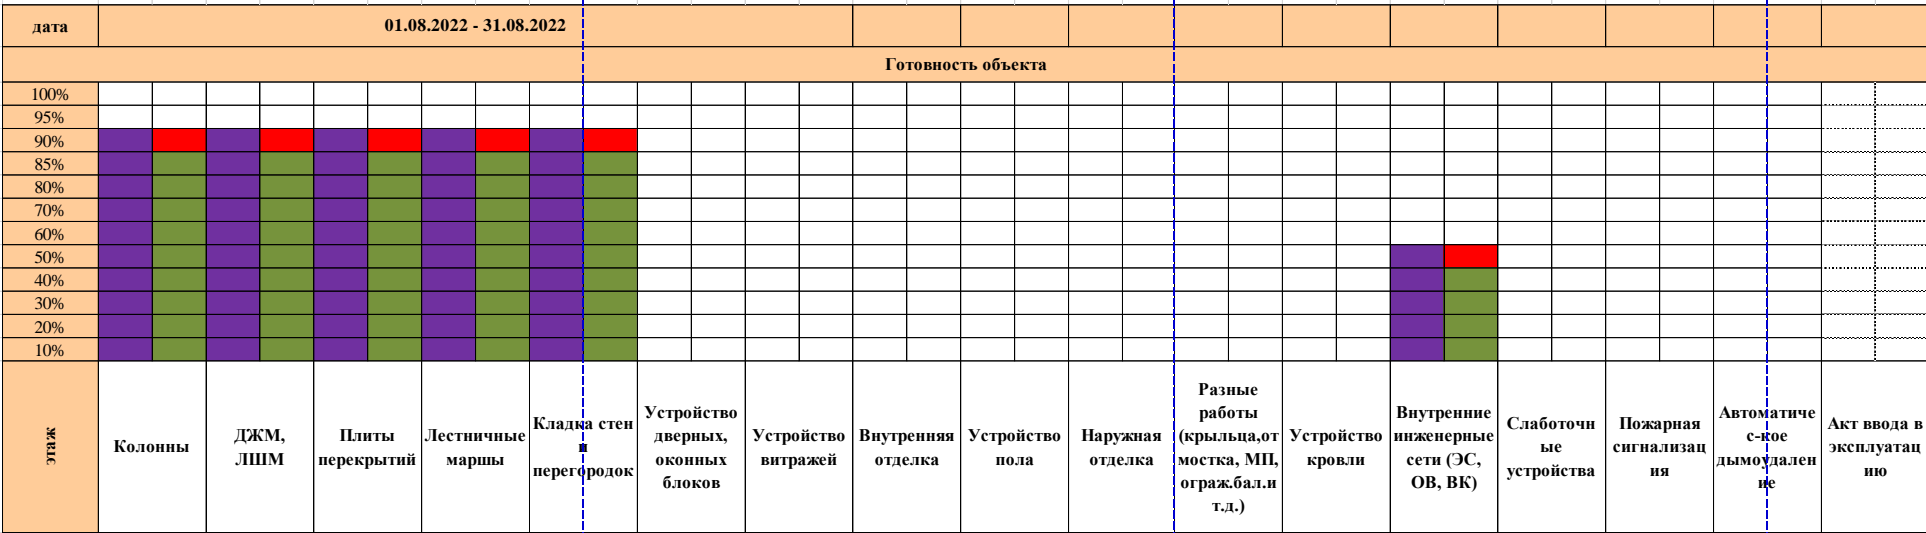 дата
01.08.2022 - 31.08.2022
Готовность объекта
100%
95%
90%
85%
80%
70%
60%
50%
40%
30%
20%
10%
этаж
Колонны
ДЖМ,
ЛШМ
Плиты
перекрытий
Лестничные
марши
Кладка стен
и
перегородок
Устройство
дверных,
оконных
блоков
Устройство
витражей
Внутренняя
отделка
Устройство
пола
Наружная
отделка
Разные
работы
(крыльца,от
мостка, МП,
ограж.бал.и
т.д.)
Устройство
кровли
Внутренние
инженерные
сети (ЭС,
ОВ, ВК)
Слаботочн
ые
устройства
Пожарная
сигнализац
ия
Автоматиче
с-кое
дымоудален
ие
Акт ввода в
эксплуатац
ию